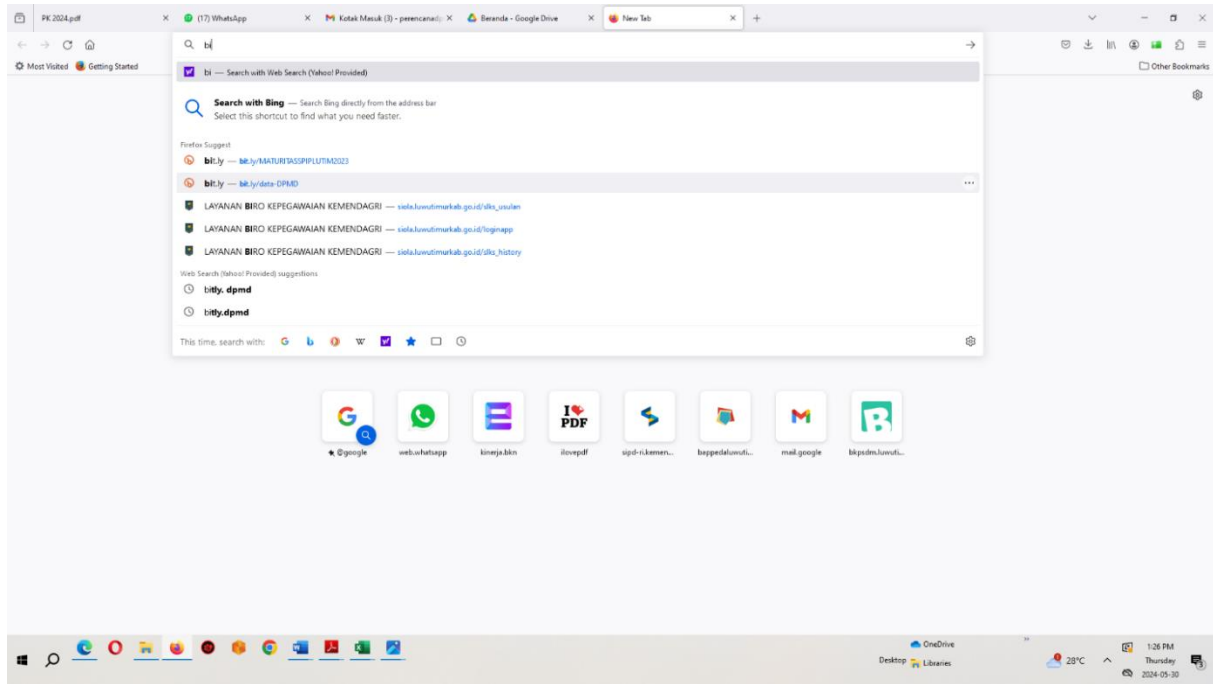 PK 2024.pdf
(17) WhatsApp
Kotak Masuk (3) - perencanado
Beranda - Google Drive
New Tab
bi
Most Visited
Getting Started
Other Bookmarks
bi — Search with Web Search (Yahoo! Provided)
Search with Bing — Search Bing directly from the address bar
Select this shortcut to find what you need faster.
Firefox Suggest
bit.ly — bit.ly/MATURITASSPIPLUTIM2023
bit.ly — bit.ly/data-DPMD
LAYANAN BIRO KEPEGAWAIAN KEMENDAGRI — siola.luwutimurkab.go.id/slks_usulan
LAYANAN BIRO KEPEGAWAIAN KEMENDAGRI — siola.luwutimurkab.go.id/loginapp
LAYANAN BIRO KEPEGAWAIAN KEMENDAGRI — siola.luwutimurkab.go.id/slks_history
Web Search (Yahoo! Provided) suggestions
bitly. dpmd
bitly.dpmd
This time, search with:
I PDF
@google
web.whatsapp
kinerja.bkn
ilovepdf
sipd-ri.kemen...
bappedaluwuti...
mail.google
bkpsdm.luwuti...
OneDrive
Desktop
Libraries
28°C
1:26 PM
Thursday
2024-05-30